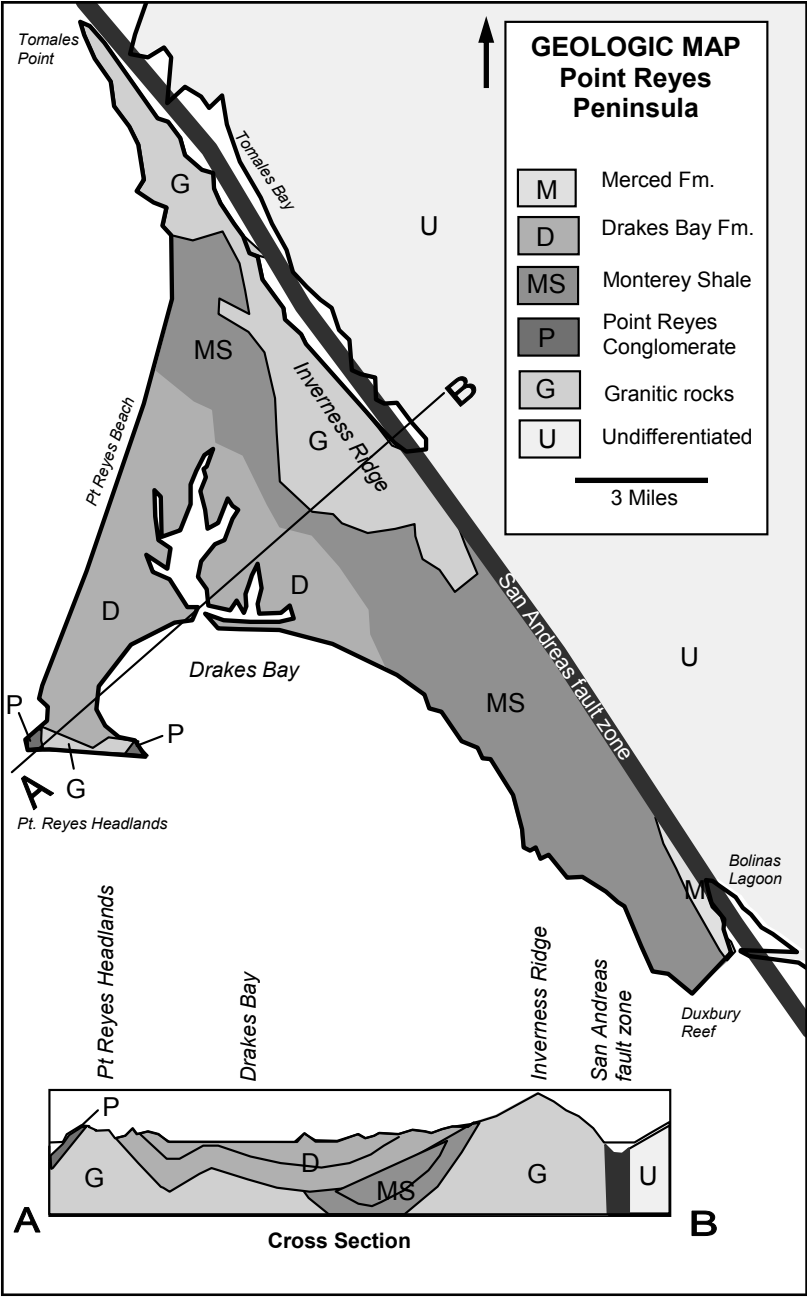 Tomales
Point
GEOLOGIC MAP
Point Reyes
Peninsula
M Merced Fm.
D Drakes Bay Fm.
MS Monterey Shale
P Point Reyes
Conglomerate
G Granitic rocks
U Undifferentiated
3 Miles
Tomales Bay
G
U
MS
Inverness Ridge
G
B
Pt Reyes Beach
D
D
San Andreas fault zone
U
Drakes Bay
MS
P
P
A
G
Pt. Reyes Headlands
M
Bolinas
Lagoon
Duxbury
Reef
Pt Reyes Headlands
Drakes Bay
Inverness Ridge
San Andreas
fault zone
P
G
D
MS
G
U
A
B
Cross Section